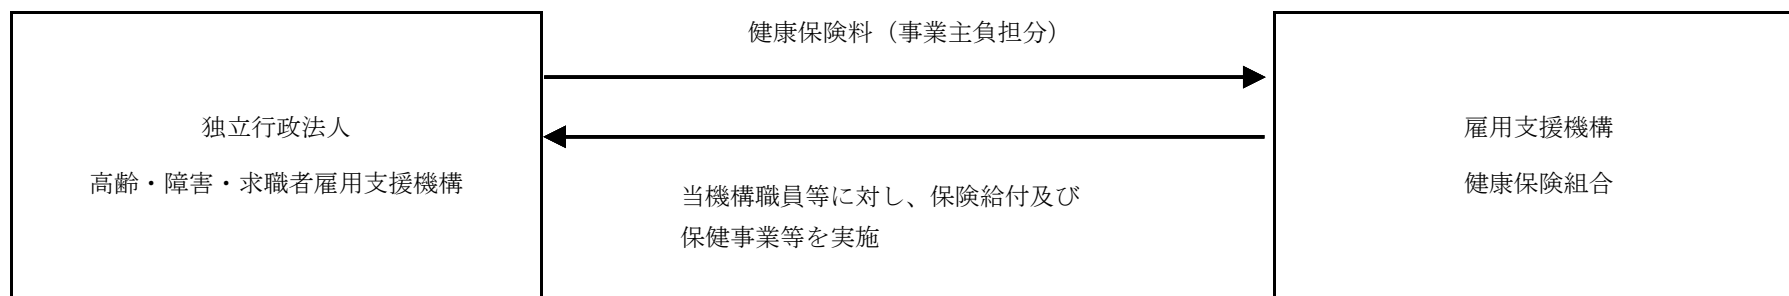 健康保険料（事業主負担分）
独立行政法人
高齢・障害・求職者雇用支援機構
当機構職員等に対し、保険給付及び
保健事業等を実施
雇用支援機構
健康保険組合